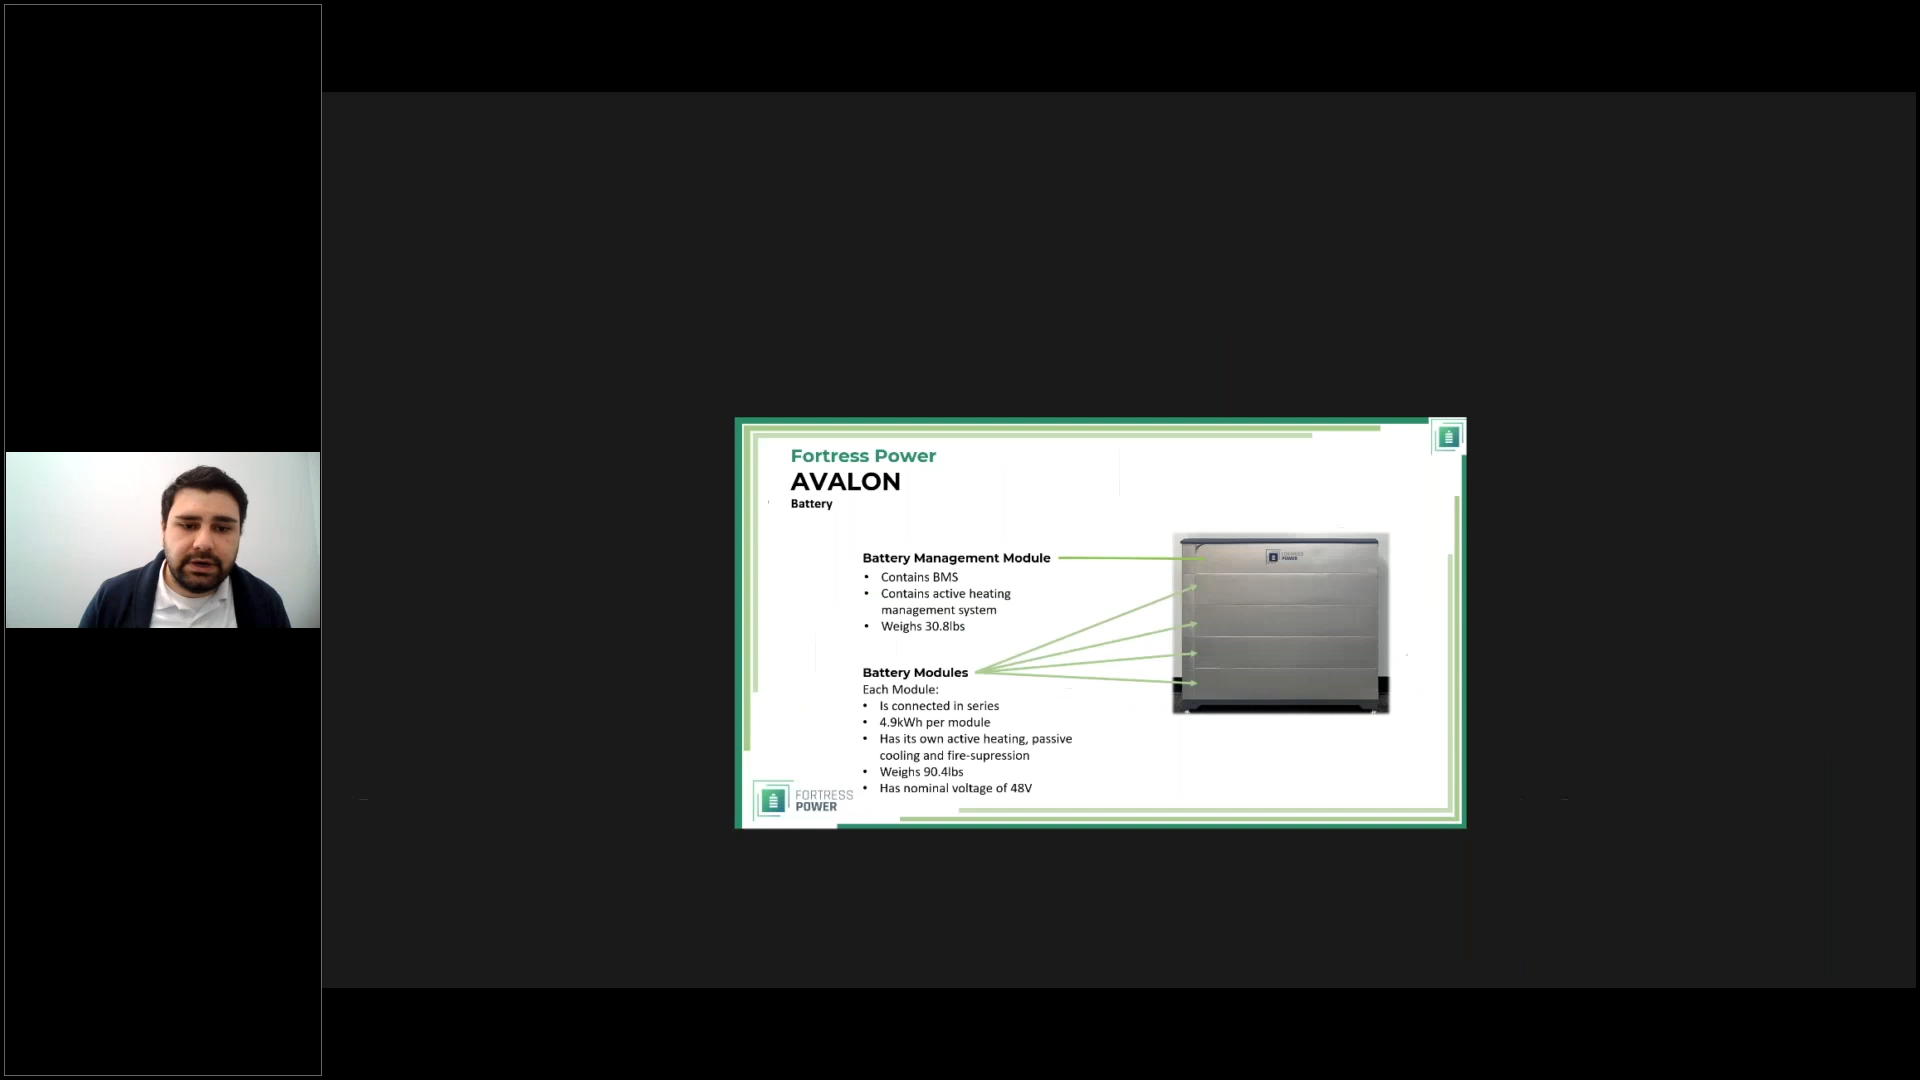 Fortress Power
AVALON
Battery
Battery Management Module
• Contains BMS
• Contains active heating
management system
• Weighs 30.8lbs
Battery Modules
Each Module:
• Is connected in series
• 4.9kWh per module
• Has its own active heating, passive
cooling and fire-supression
• Weighs 90.4lbs
• Has nominal voltage of 48V
FORTRESS
POWER
FORTRESS
POWER